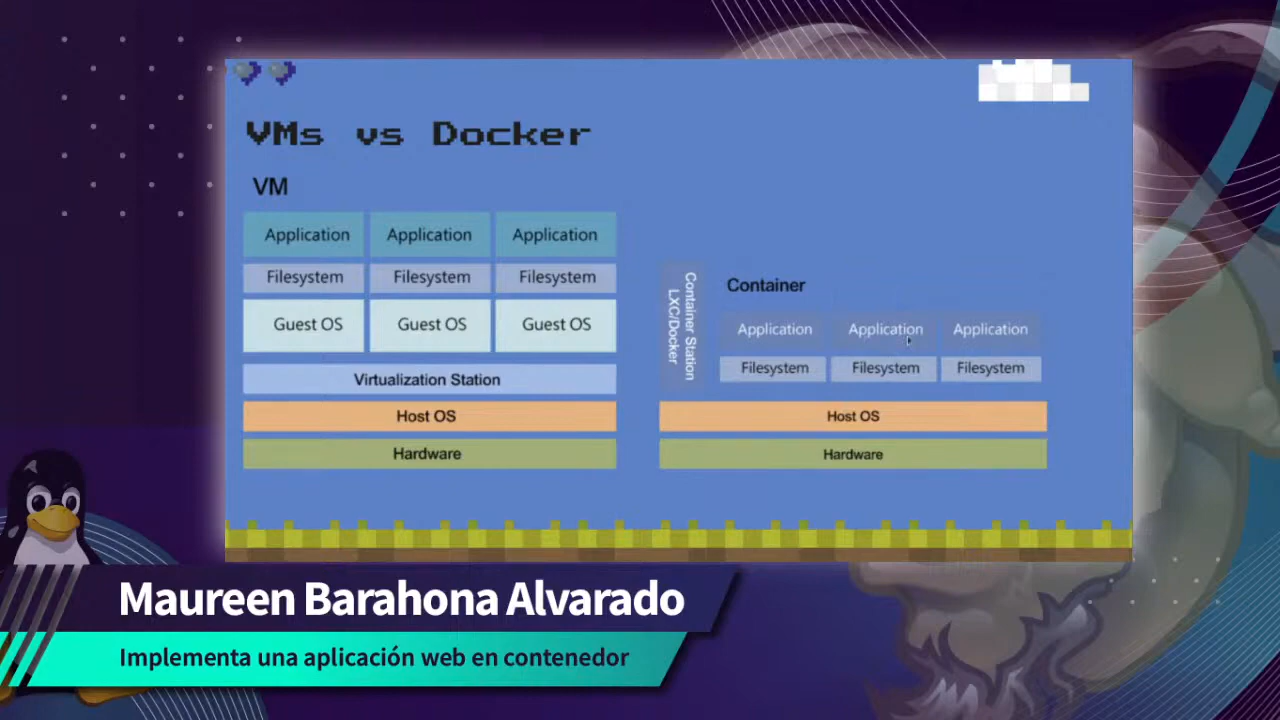 VMs vs Docker
VM
Application Application Application
Filesystem Filesystem Filesystem
Guest OS Guest OS Guest OS
Virtualization Station
Host OS
Hardware
Container Station
LXC/Docker
Container
Application Application Application
Filesystem Filesystem Filesystem
Host OS
Hardware
Maureen Barahona Alvarado
Implementa una aplicación web en contenedor